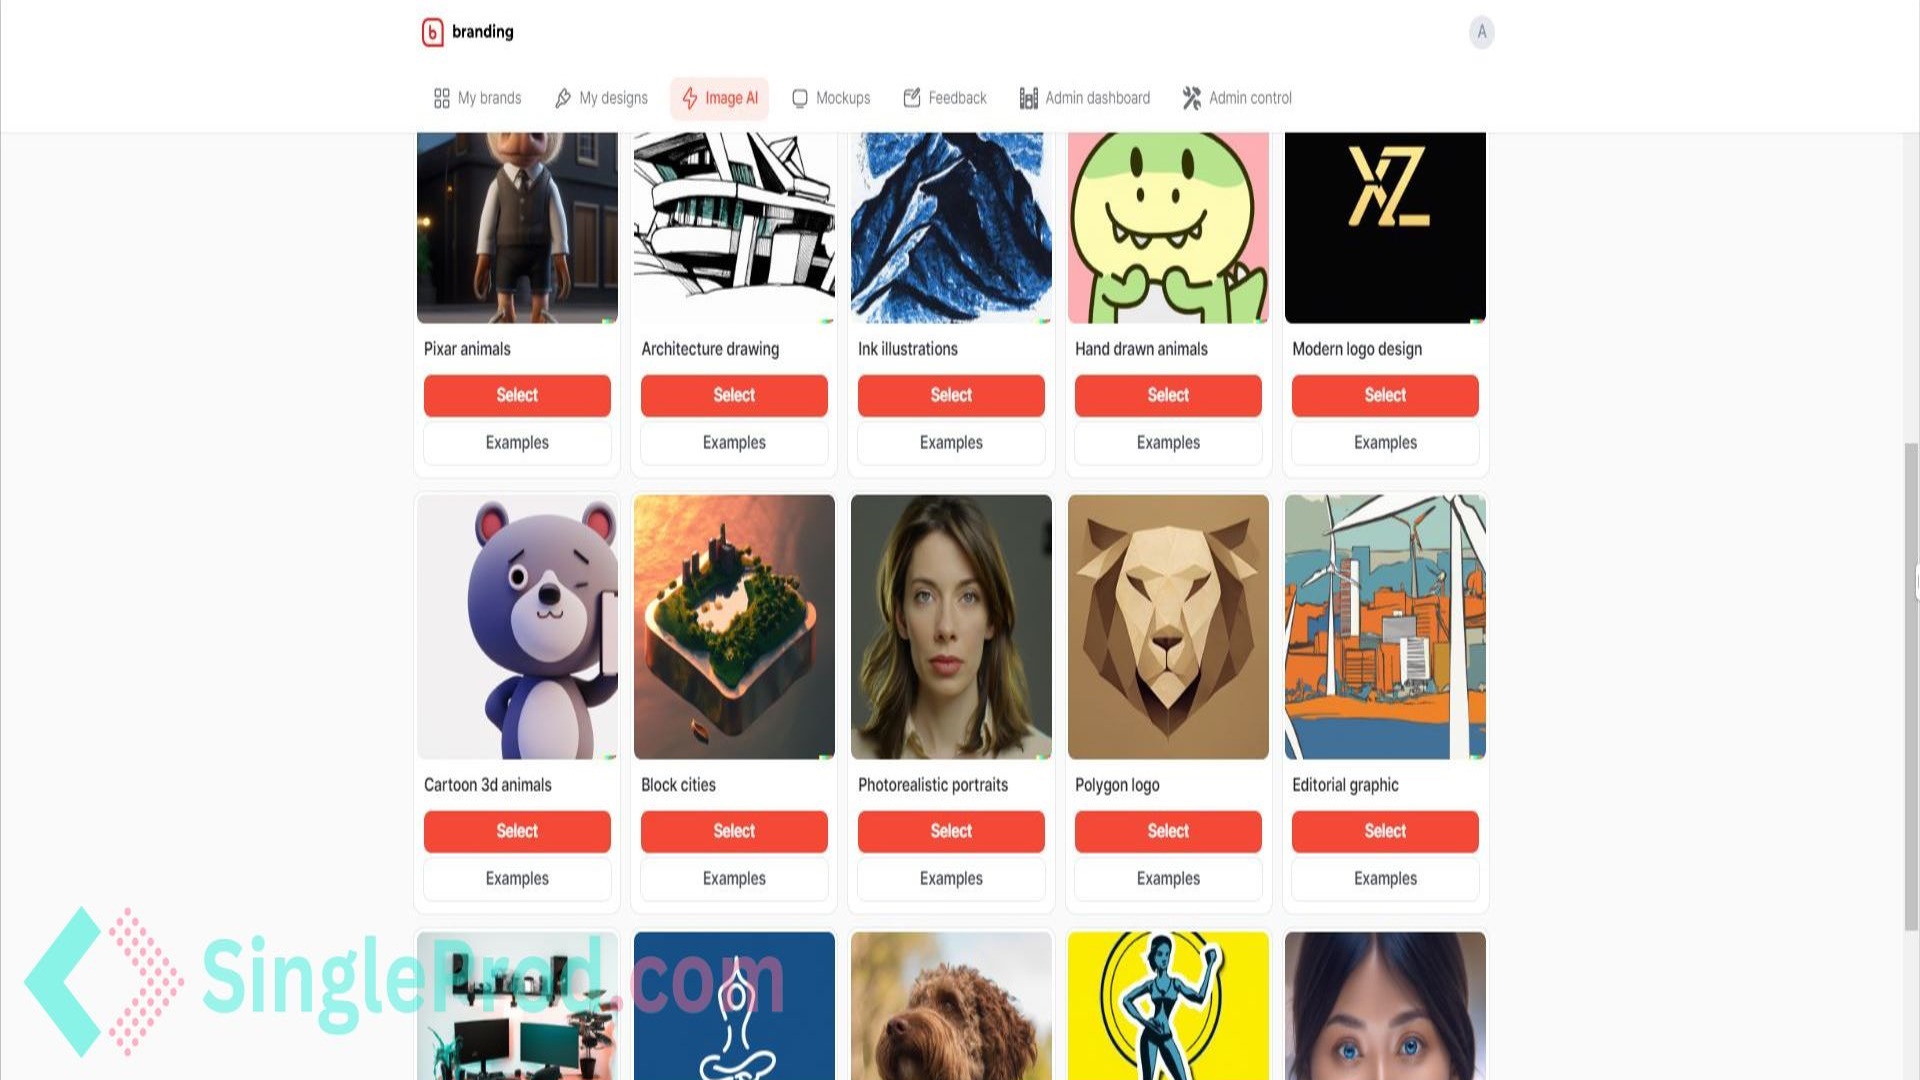 branding
A
My brands My designs Image AI Mockups Feedback Admin dashboard Admin control
XZ
Pixar animals Architecture drawing Ink illustrations Hand drawn animals Modern logo design
Select Select Select Select Select
Examples Examples Examples Examples Examples
Cartoon 3d animals Block cities Photorealistic portraits Polygon logo Editorial graphic
Select Select Select Select Select
Examples Examples Examples Examples Examples
SingleProd.com